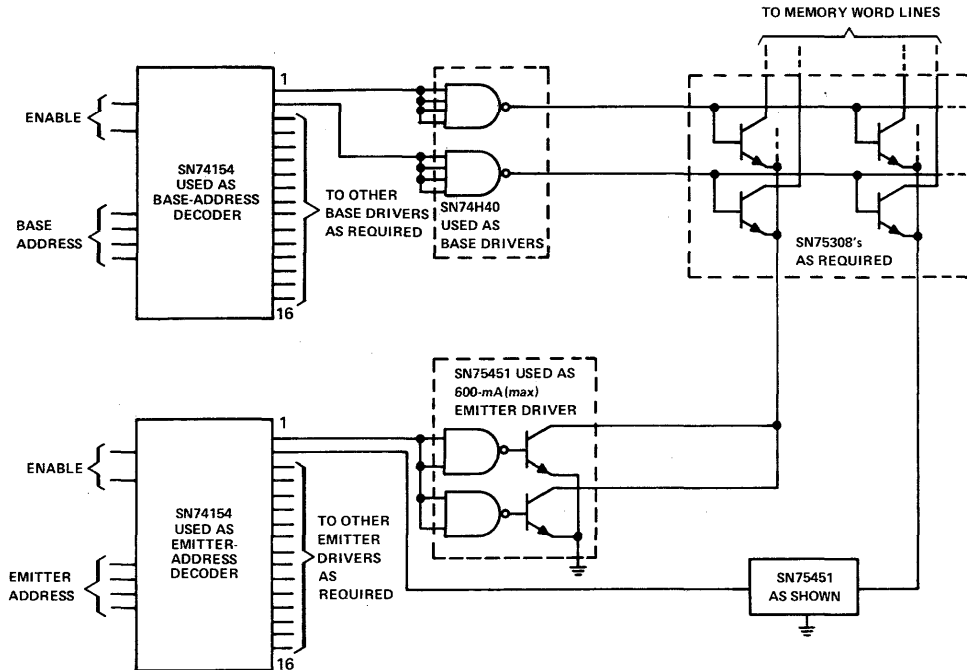 TO MEMORY WORD LINES
1
ENABLE
SN74154
USED AS
BASE-ADDRESS
DECODER
BASE
ADDRESS
TO OTHER
BASE DRIVERS
AS REQUIRED
16
SN74H40
USED AS
BASE DRIVERS
SN75308's
AS REQUIRED
SN75451 USED AS
600-mA(max)
EMITTER DRIVER
1
ENABLE
SN74154
USED AS
EMITTER-
ADDRESS
DECODER
EMITTER
ADDRESS
TO OTHER
EMITTER
DRIVERS
AS
REQUIRED
16
SN75451
AS SHOWN